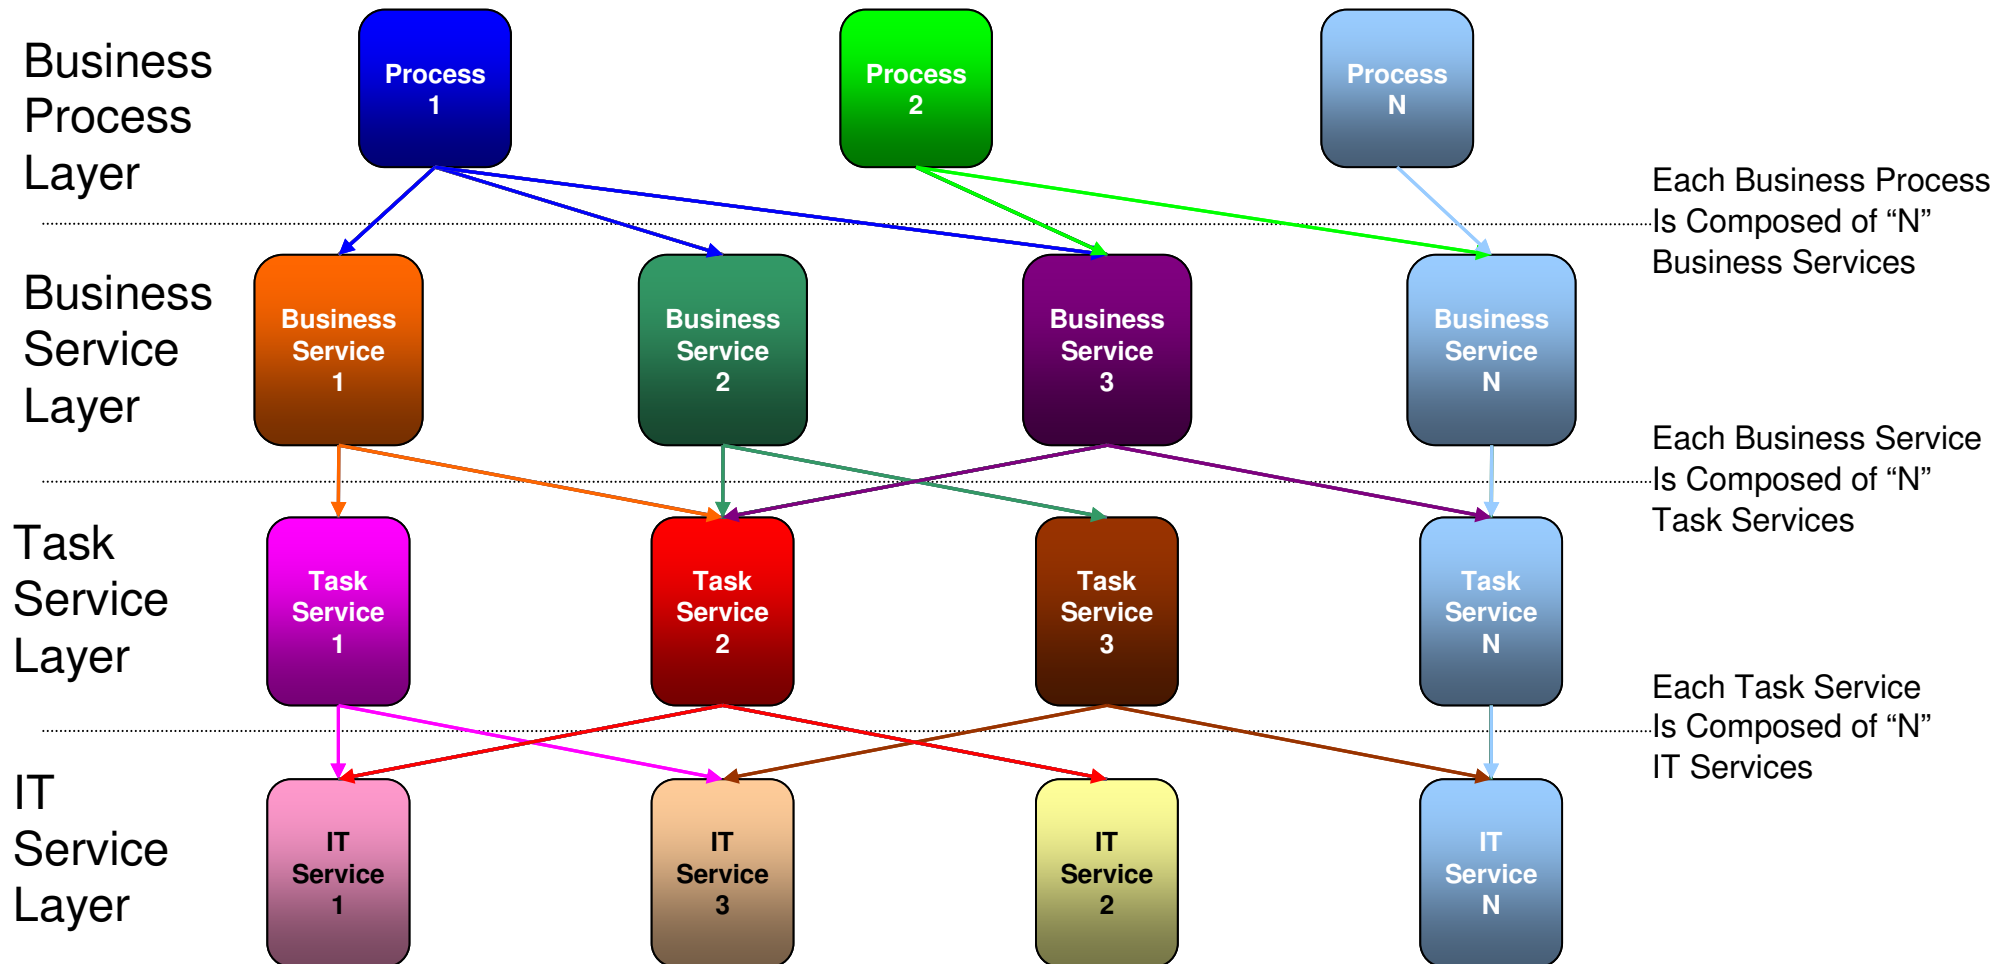 Business
Process
Layer
Process
1
Process
2
Process
N
Each Business Process
Is Composed of “N”
Business Services
Business
Service
Layer
Business
Service
1
Business
Service
2
Business
Service
3
Business
Service
N
Each Business Service
Is Composed of “N”
Task Services
Task
Service
Layer
Task
Service
1
Task
Service
2
Task
Service
3
Task
Service
N
Each Task Service
Is Composed of “N”
IT Services
IT
Service
Layer
IT
Service
1
IT
Service
3
IT
Service
2
IT
Service
N